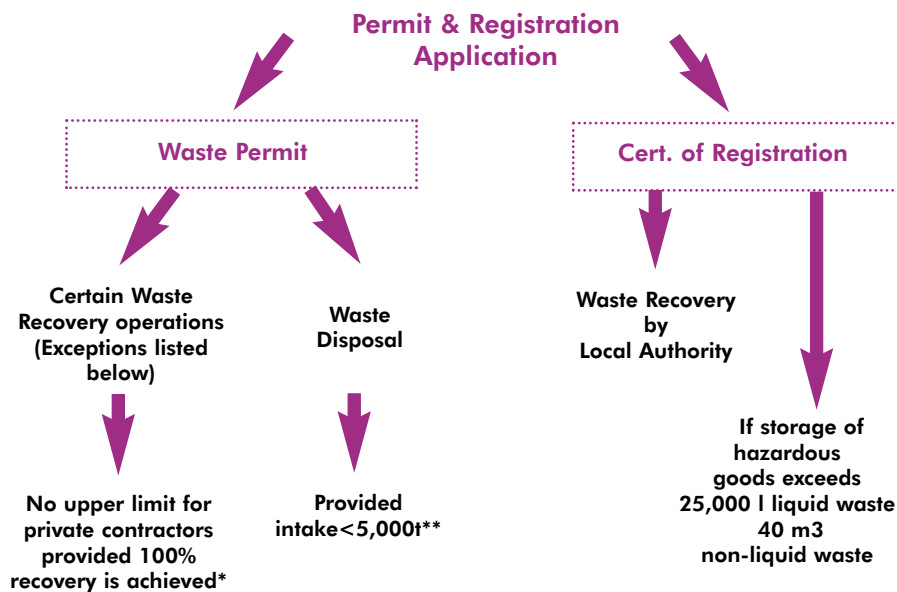 Permit & Registration
Application
Waste Permit
Cert. of Registration
Certain Waste
Recovery operations
(Exceptions listed
below)
Waste
Disposal
Waste Recovery
by
Local Authority
No upper limit for
private contractors
provided 100%
recovery is achieved*
Provided
intake<5,000t**
If storage of
hazardous
goods exceeds
25,000 l liquid waste
40 m3
non-liquid waste